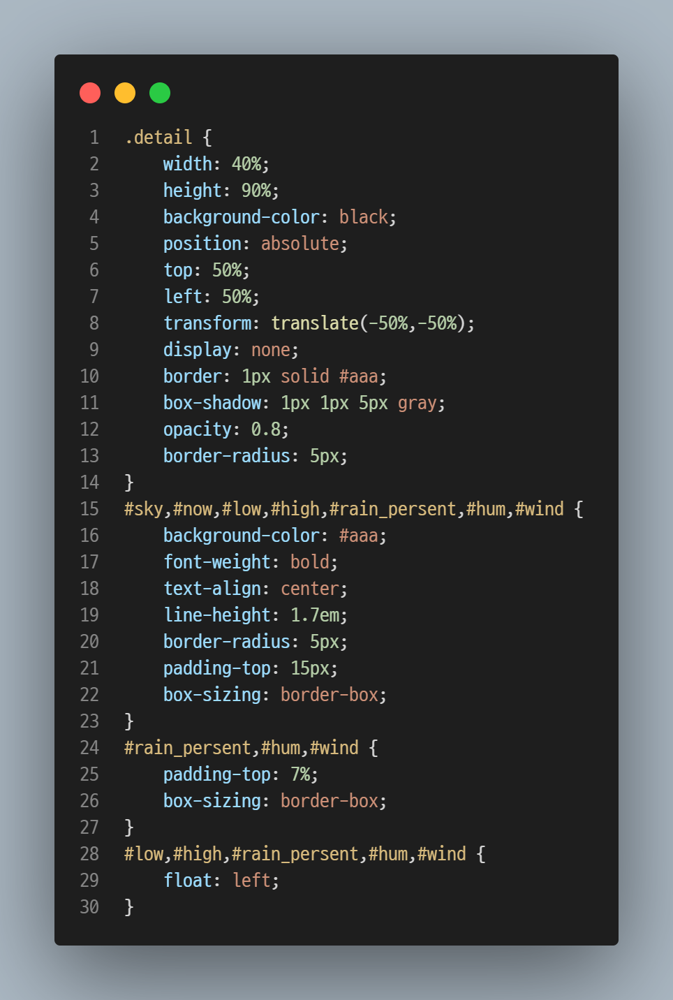 1 .detail {
2     width: 40%;
3     height: 90%;
4     background-color: black;
5     position: absolute;
6     top: 50%;
7     left: 50%;
8     transform: translate(-50%,-50%);
9     display: none;
10     border: 1px solid #aaa;
11     box-shadow: 1px 1px 5px gray;
12     opacity: 0.8;
13     border-radius: 5px;
14 }
15 #sky,#now,#low,#high,#rain_persent,#hum,#wind {
16     background-color: #aaa;
17     font-weight: bold;
18     text-align: center;
19     line-height: 1.7em;
20     border-radius: 5px;
21     padding-top: 15px;
22     box-sizing: border-box;
23 }
24 #rain_persent,#hum,#wind {
25     padding-top: 7%;
26     box-sizing: border-box;
27 }
28 #low,#high,#rain_persent,#hum,#wind {
29     float: left;
30 }